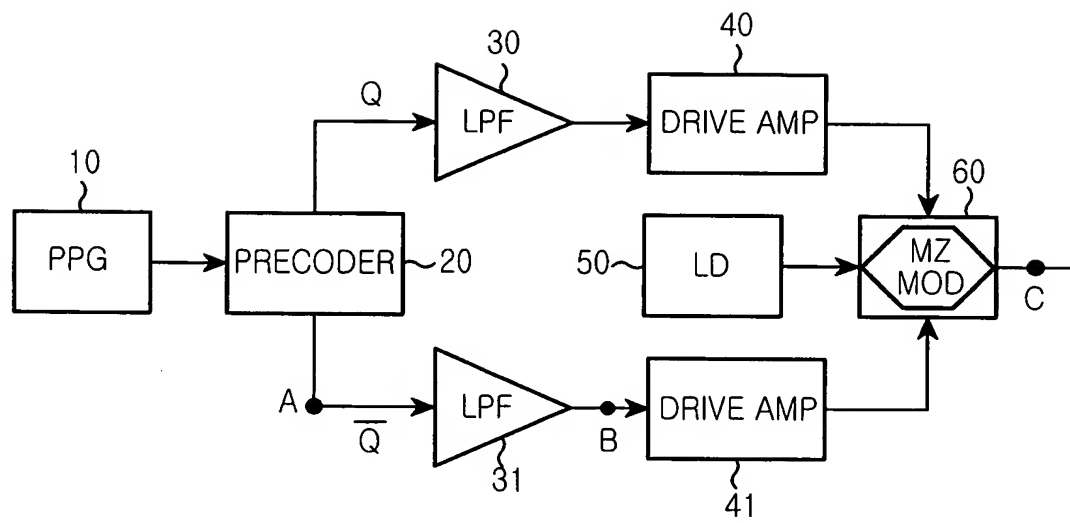 30
40
Q
LPF
DRIVE AMP
10
60
PPG
PRECODER
20
50
LD
MZ
MOD
C
A
Q̅
LPF
B
DRIVE AMP
31
41